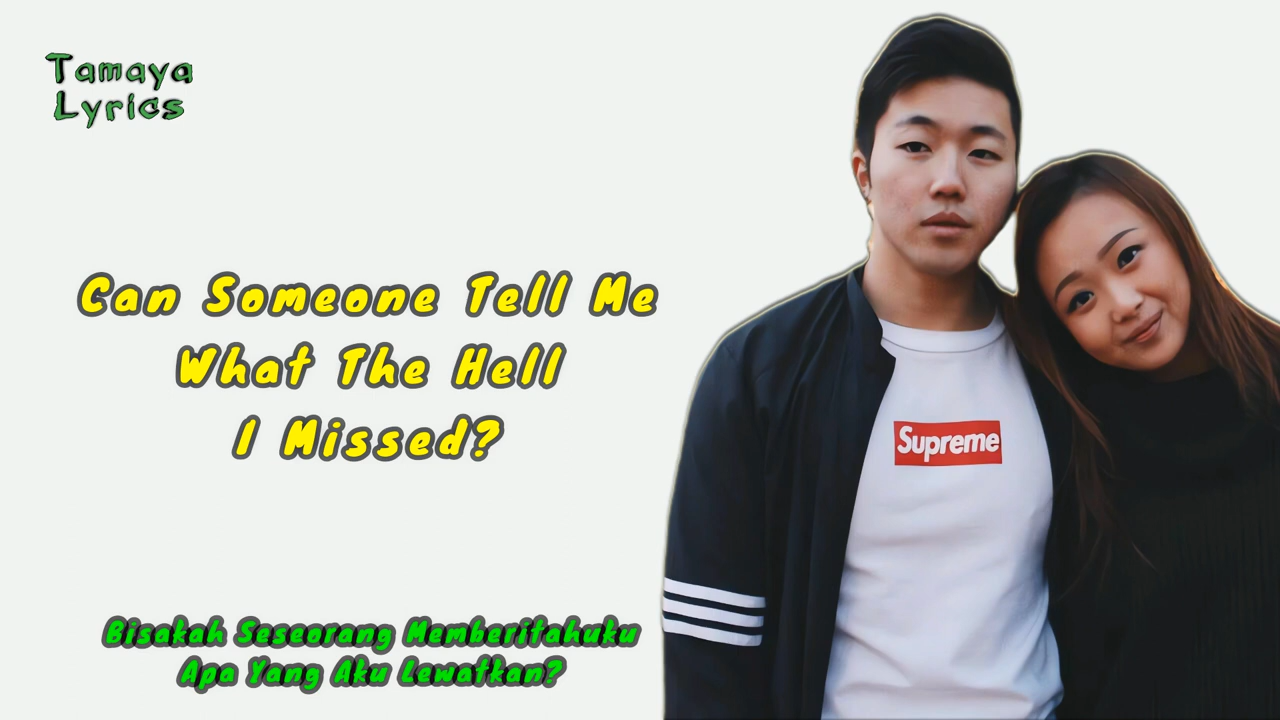 Tamaya
Lyrics
Can Someone Tell Me
What The Hell
I Missed?
Supreme
Bisakah Seseorang Memberitahuku
Apa Yang Aku Lewatkan?